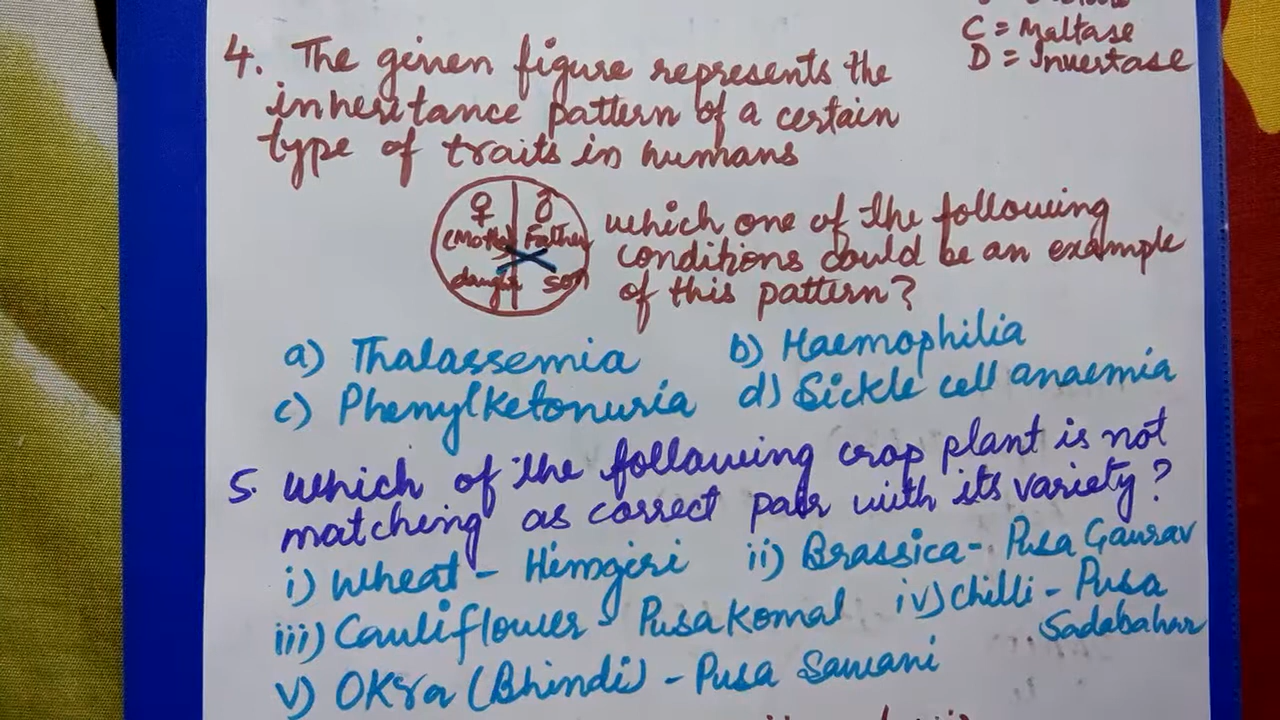 C = Maltase
D = Invertase
4. The given figure represents the
inheritance pattern of a certain
type of traits in humans
♀ ♂
(Mother Father
daught son
which one of the following
conditions could be an example
of this pattern?
a) Thalassemia b) Haemophilia
c) Phenylketonuria d) Sickle cell anaemia
5. Which of the following crop plant is not
matching as correct pair with its variety?
i) Wheat - Himgiri ii) Brassica - Pusa Gaurav
iii) Cauliflower - Pusa Komal iv) chilli - Pusa
Sadabahar
v) OKra (Bhindi) - Pusa Sawani